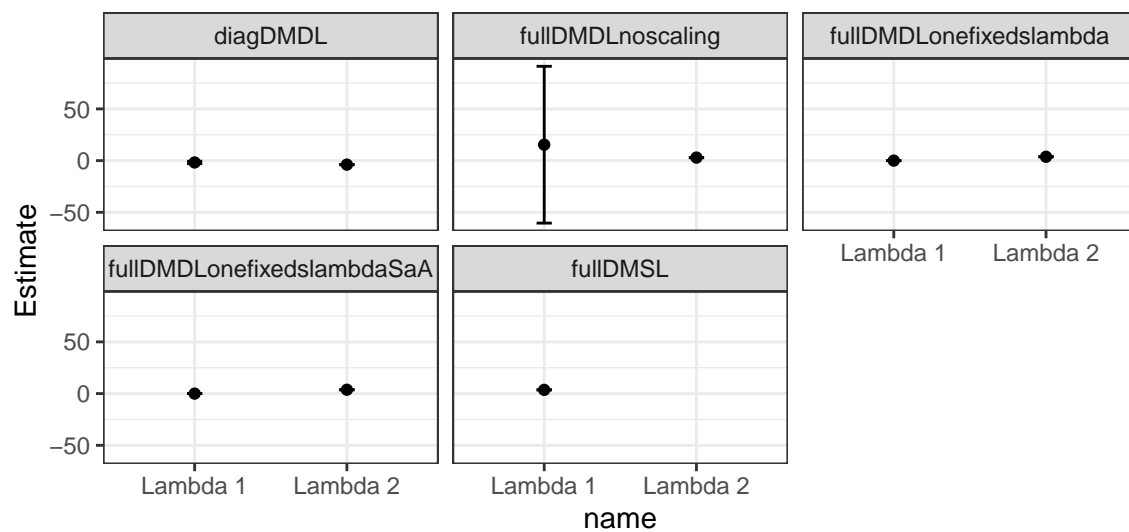 diagDMDL
fullDMDLnoscaling
fullDMDLonefixedslambda
50
0
−50
Lambda 1
Lambda 2
fullDMDLonefixedslambdaSaA
fullDMSL
50
0
−50
Lambda 1
Lambda 2
Lambda 1
Lambda 2
Estimate
name